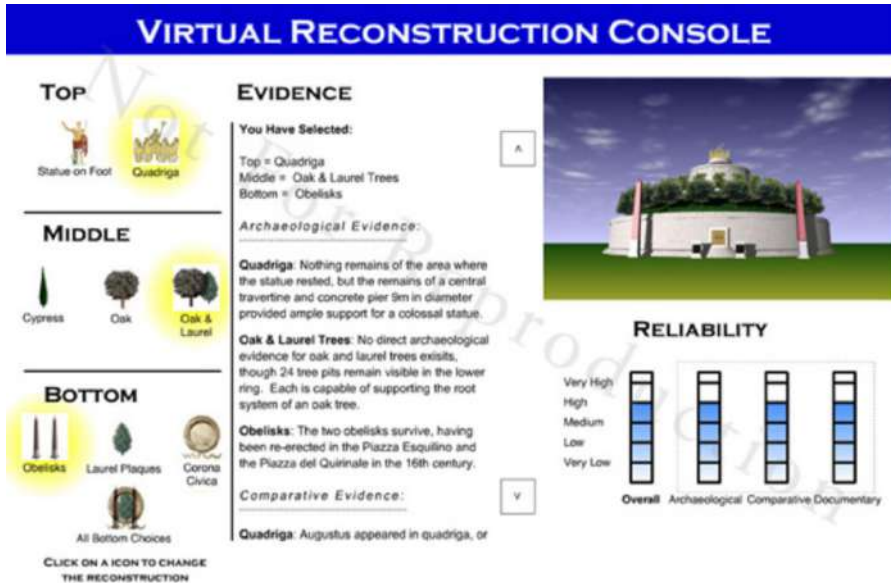 VIRTUAL RECONSTRUCTION CONSOLE
TOP
Statue on Foot
Quadriga
MIDDLE
Cypress
Oak
Oak &
Laurel
BOTTOM
Obelisks
Laurel Plaques
Corona
Civica
All Bottom Choices
CLICK ON A ICON TO CHANGE
THE RECONSTRUCTION
EVIDENCE
You Have Selected:
Top = Quadriga
Middle = Oak & Laurel Trees
Bottom = Obelisks
Archaeological Evidence:
Quadriga: Nothing remains of the area where
the statue rested, but the remains of a central
travertine and concrete pier 9m in diameter
provided ample support for a colossal statue.
Oak & Laurel Trees: No direct archaeological
evidence for oak and laurel trees exisits,
though 24 tree pits remain visible in the lower
ring. Each is capable of supporting the root
system of an oak tree.
Obelisks: The two obelisks survive, having
been re-erected in the Piazza Esquilino and
the Piazza del Quirinale in the 16th century.
Comparative Evidence:
Quadriga: Augustus appeared in quadriga, or
^
v
RELIABILITY
Very High
High
Medium
Low
Very Low
Overall Archaeological Comparative Documentary
Not For Reproduction